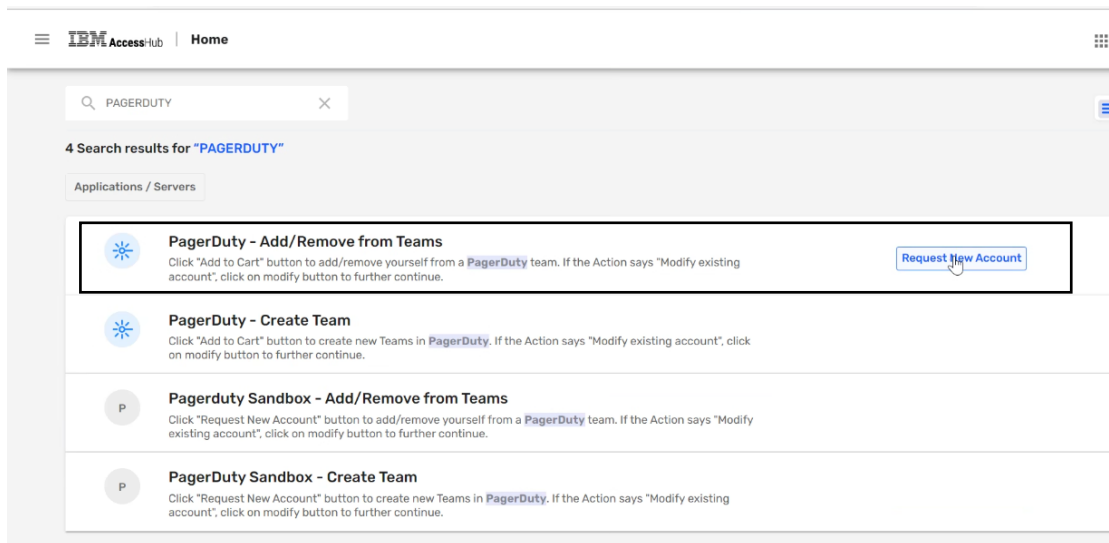 IBM AccessHub | Home
PAGERDUTY
4 Search results for "PAGERDUTY"
Applications / Servers
PagerDuty - Add/Remove from Teams
Click "Add to Cart" button to add/remove yourself from a PagerDuty team. If the Action says "Modify existing
account", click on modify button to further continue.
Request New Account
PagerDuty - Create Team
Click "Add to Cart" button to create new Teams in PagerDuty. If the Action says "Modify existing account", click
on modify button to further continue.
P
Pagerduty Sandbox - Add/Remove from Teams
Click "Request New Account" button to add/remove yourself from a PagerDuty team. If the Action says "Modify
existing account", click on modify button to further continue.
P
PagerDuty Sandbox - Create Team
Click "Request New Account" button to create new Teams in PagerDuty. If the Action says "Modify existing
account", click on modify button to further continue.